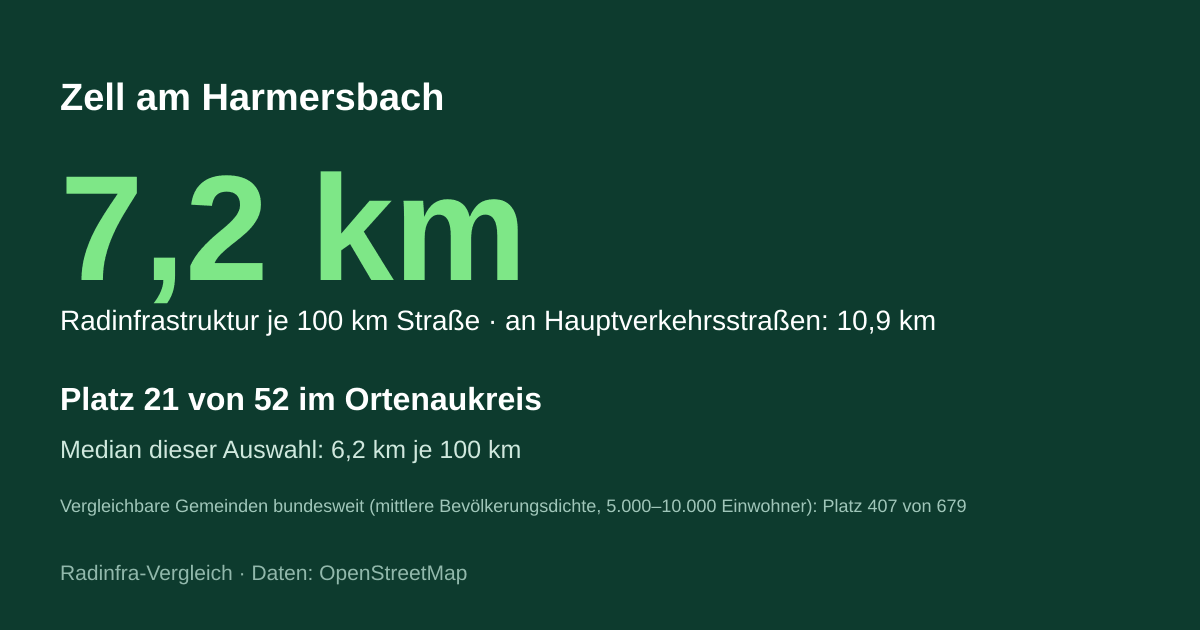 Zell am Harmersbach
7,2 km
Radinfrastruktur je 100 km Straße · an Hauptverkehrsstraßen: 10,9 km
Platz 21 von 52 im Ortenaukreis
Median dieser Auswahl: 6,2 km je 100 km
Vergleichbare Gemeinden bundesweit (mittlere Bevölkerungsdichte, 5.000–10.000 Einwohner): Platz 407 von 679
Radinfra-Vergleich · Daten: OpenStreetMap